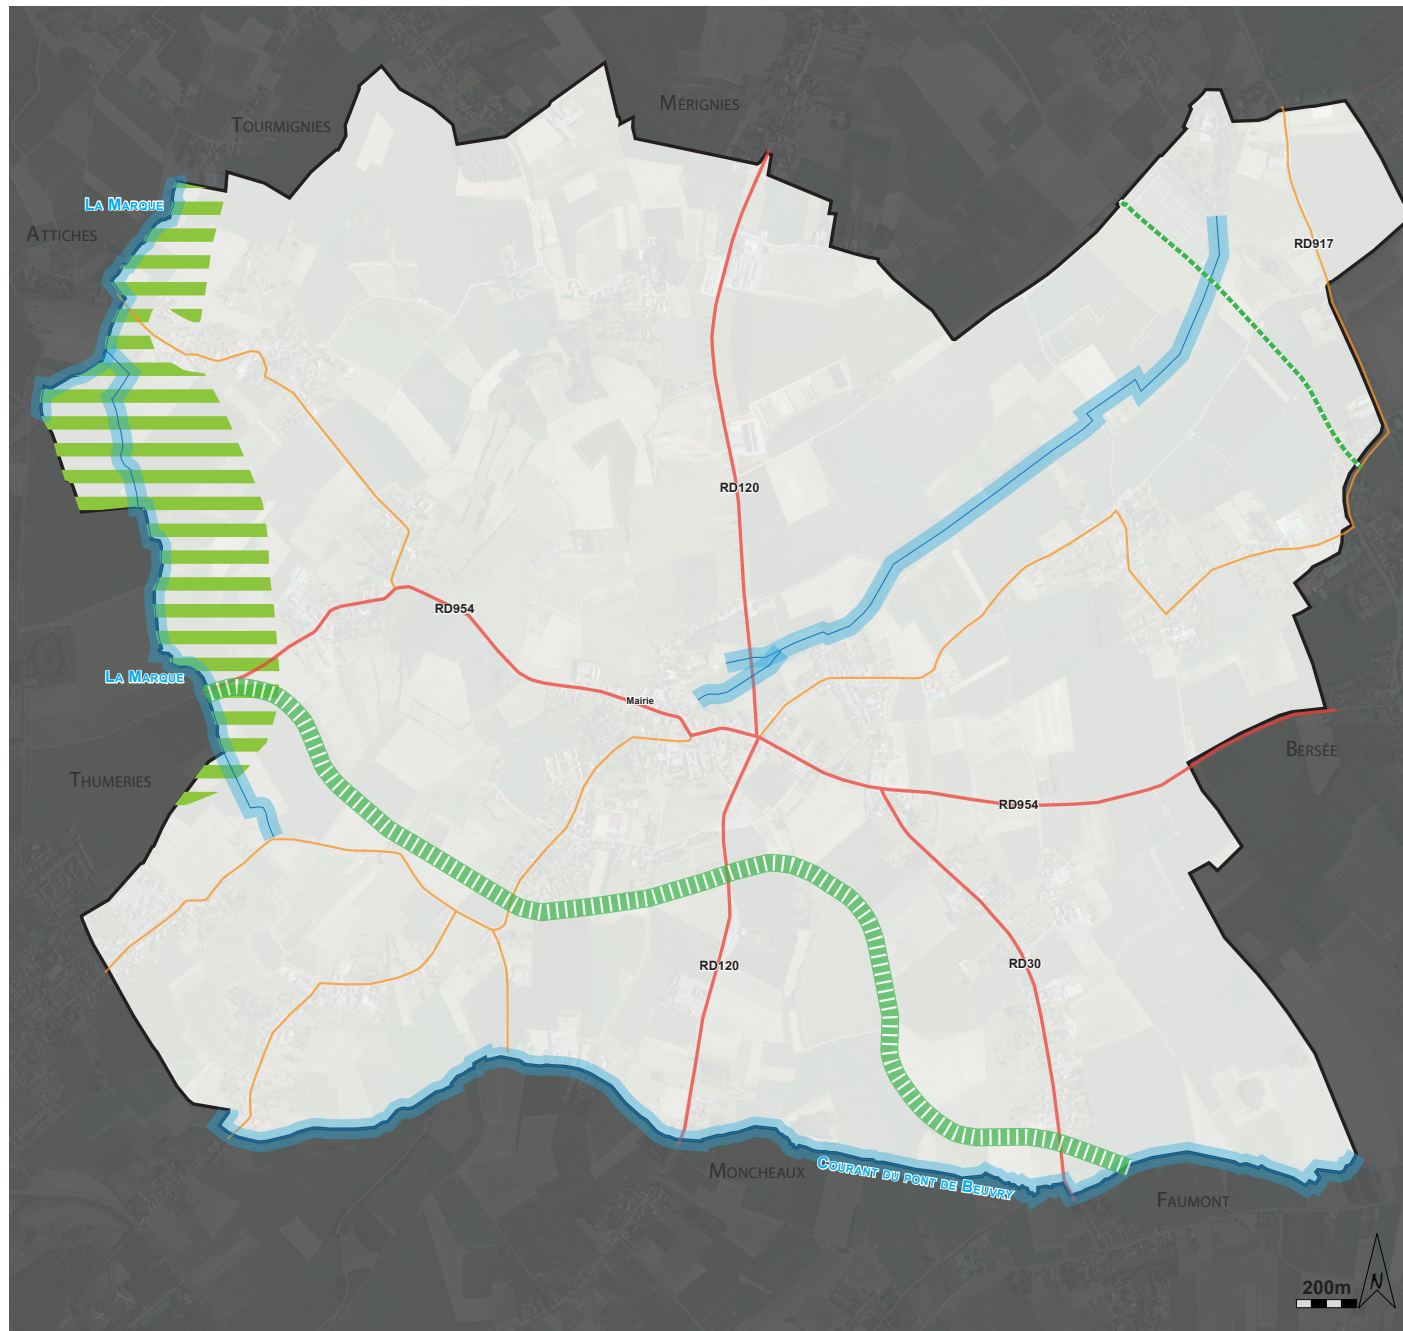 MÉRIGNIES
TOURMIGNIES
LA MARQUE
ATTICHES
RD917
RD120
RD954
LA MARQUE
Mairie
BERSÉE
THUMERIES
RD954
RD120
RD30
MONCHEAUX
COURANT DU PONT DE BEUVRY
FAUMONT
200m
N